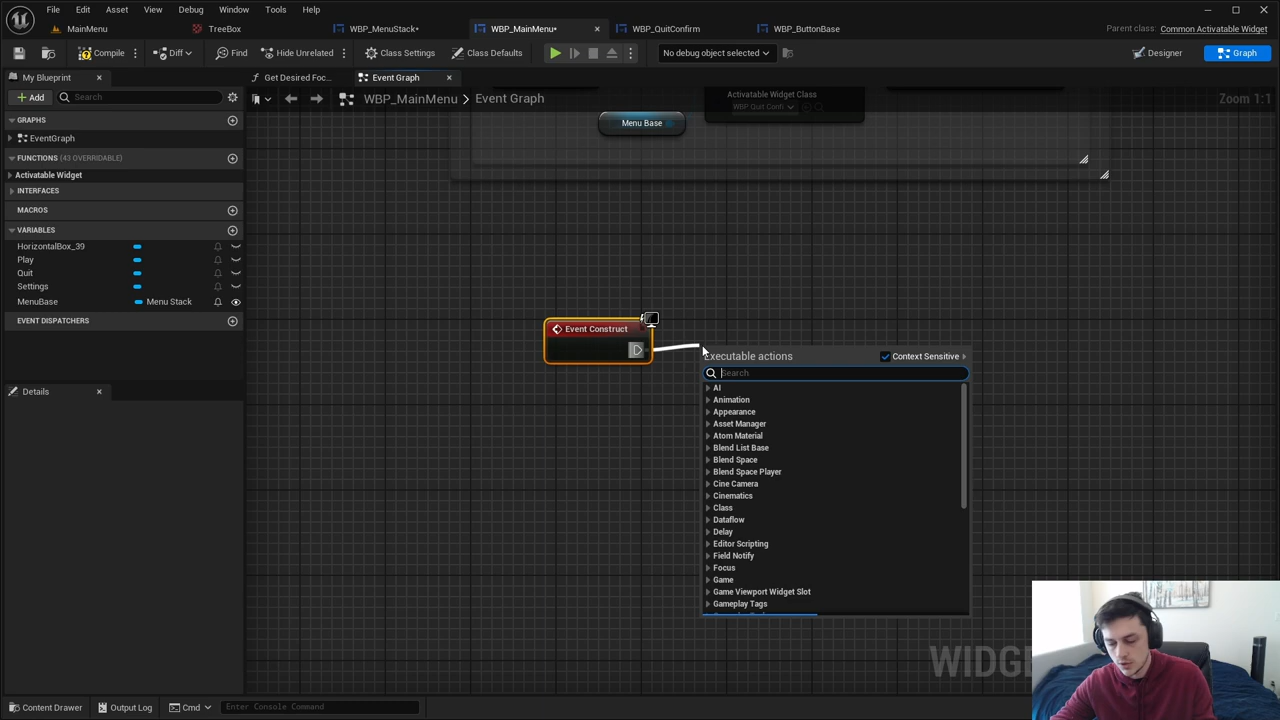 File Edit Asset View Debug Window Tools Help
MainMenu TreeBox WBP_MenuStack* WBP_MainMenu* WBP_QuitConfirm WBP_ButtonBase Parent class: Common Activatable Widget
Compile Diff Find Hide Unrelated Class Settings Class Defaults No debug object selected Designer Graph
My Blueprint Get Desired Foc... Event Graph
Add Search WBP_MainMenu > Event Graph Zoom 1:1
GRAPHS
EventGraph
FUNCTIONS (43 OVERRIDABLE)
Activatable Widget
INTERFACES
MACROS
VARIABLES
HorizontalBox_39
Play
Quit
Settings
MenuBase Menu Stack
EVENT DISPATCHERS
Details
Activatable Widget Class
WBP Quit Confi
Menu Base
Event Construct
Executable actions Context Sensitive
Search
AI
Animation
Appearance
Asset Manager
Atom Material
Blend List Base
Blend Space
Blend Space Player
Cine Camera
Cinematics
Class
Dataflow
Delay
Editor Scripting
Field Notify
Focus
Game
Game Viewport Widget Slot
Gameplay Tags
WIDGE
Content Drawer Output Log Cmd Enter Console Command